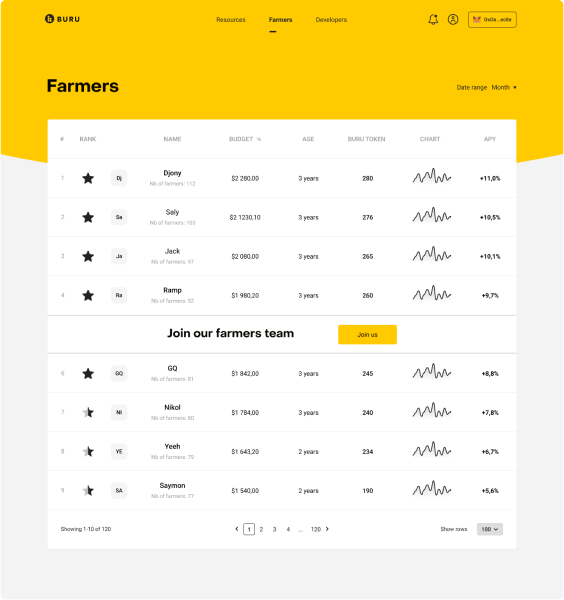 BURU
Resources Farmers Developers
0x0a...ec8e
Farmers
Date range Month
# RANK NAME BUDGET % AGE BURU TOKEN CHART APY
1 Dj Djony $2 280,00 3 years 280 +11,0%
Nb of farmers: 112
2 Sa Saly $2 1230,10 3 years 276 +10,5%
Nb of farmers: 103
3 Ja Jack $2 080,00 3 years 265 +10,1%
Nb of farmers: 97
4 Ra Ramp $1 980,20 3 years 260 +9,7%
Nb of farmers: 92
Join our farmers team Join us
6 GQ GQ $1 842,00 3 years 245 +8,8%
Nb of farmers: 81
7 NI Nikol $1 784,00 3 years 240 +7,8%
Nb of farmers: 80
8 YE Yeeh $1 643,20 2 years 234 +6,7%
Nb of farmers: 79
9 SA Saymon $1 540,00 2 years 190 +5,6%
Nb of farmers: 77
Showing 1-10 of 120 1 2 3 4 ... 120 Show rows 100